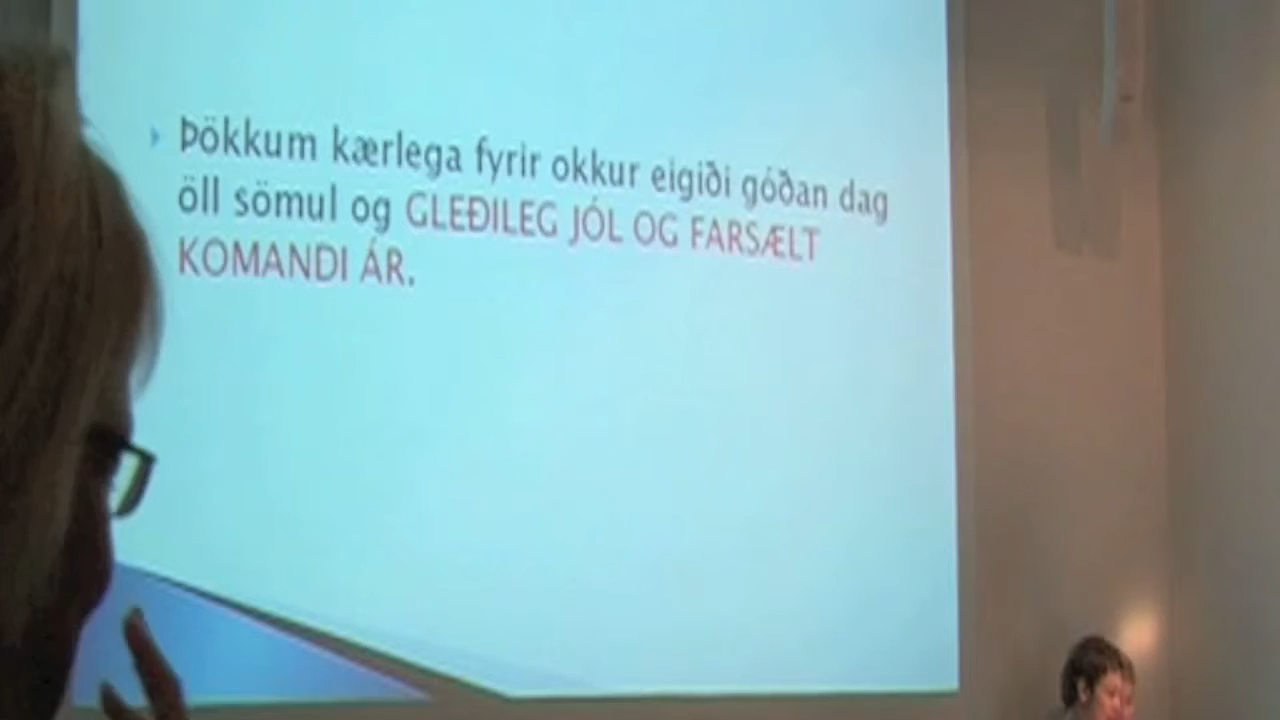 Þökkum kærlega fyrir okkur eigiði góðan dag
öll sömul og GLEÐILEG JÓL OG FARSÆLT
KOMANDI ÁR.